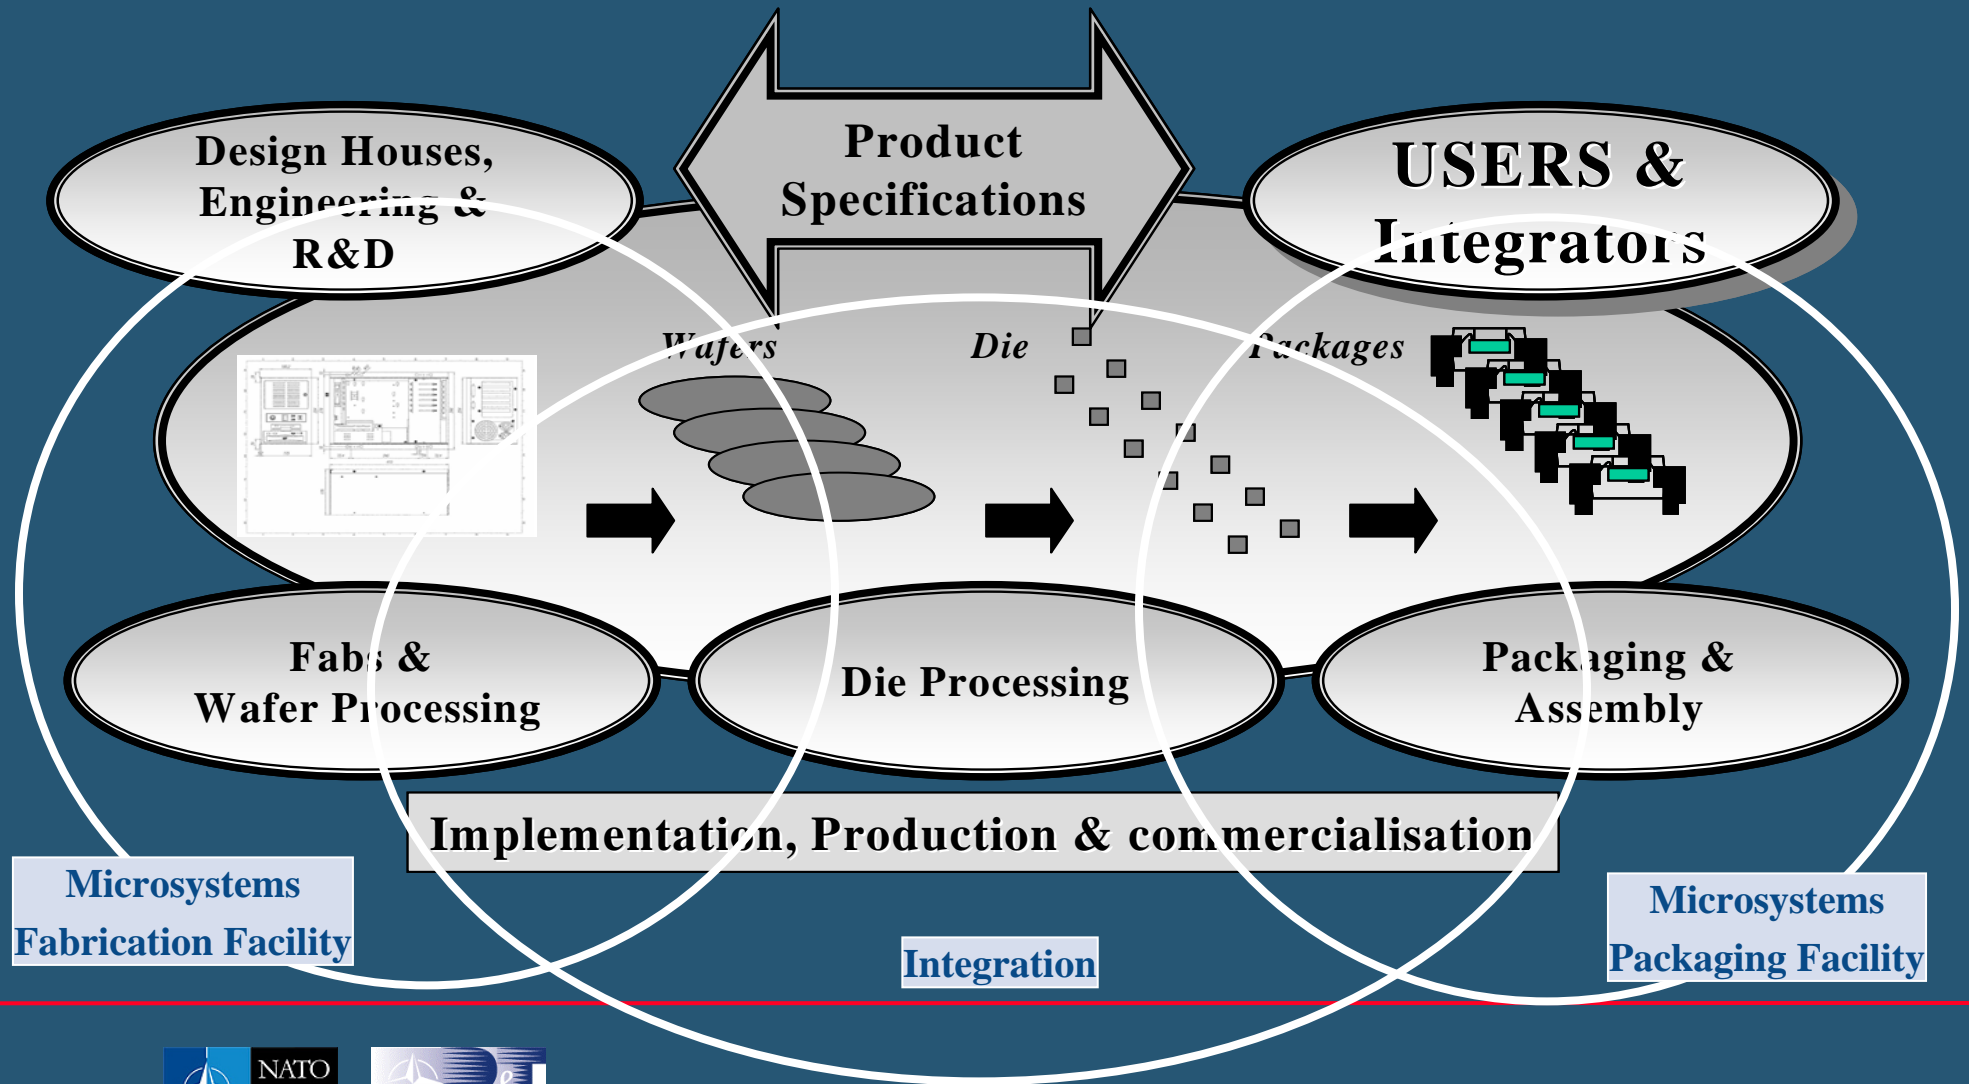 Design Houses,
Engineering &
R&D
Product
Specifications
USERS &
Integrators
Wafers
Die
Packages
Fabs &
Wafer Processing
Die Processing
Packaging &
Assembly
Implementation, Production & commercialisation
Microsystems
Fabrication Facility
Integration
Microsystems
Packaging Facility
NATO